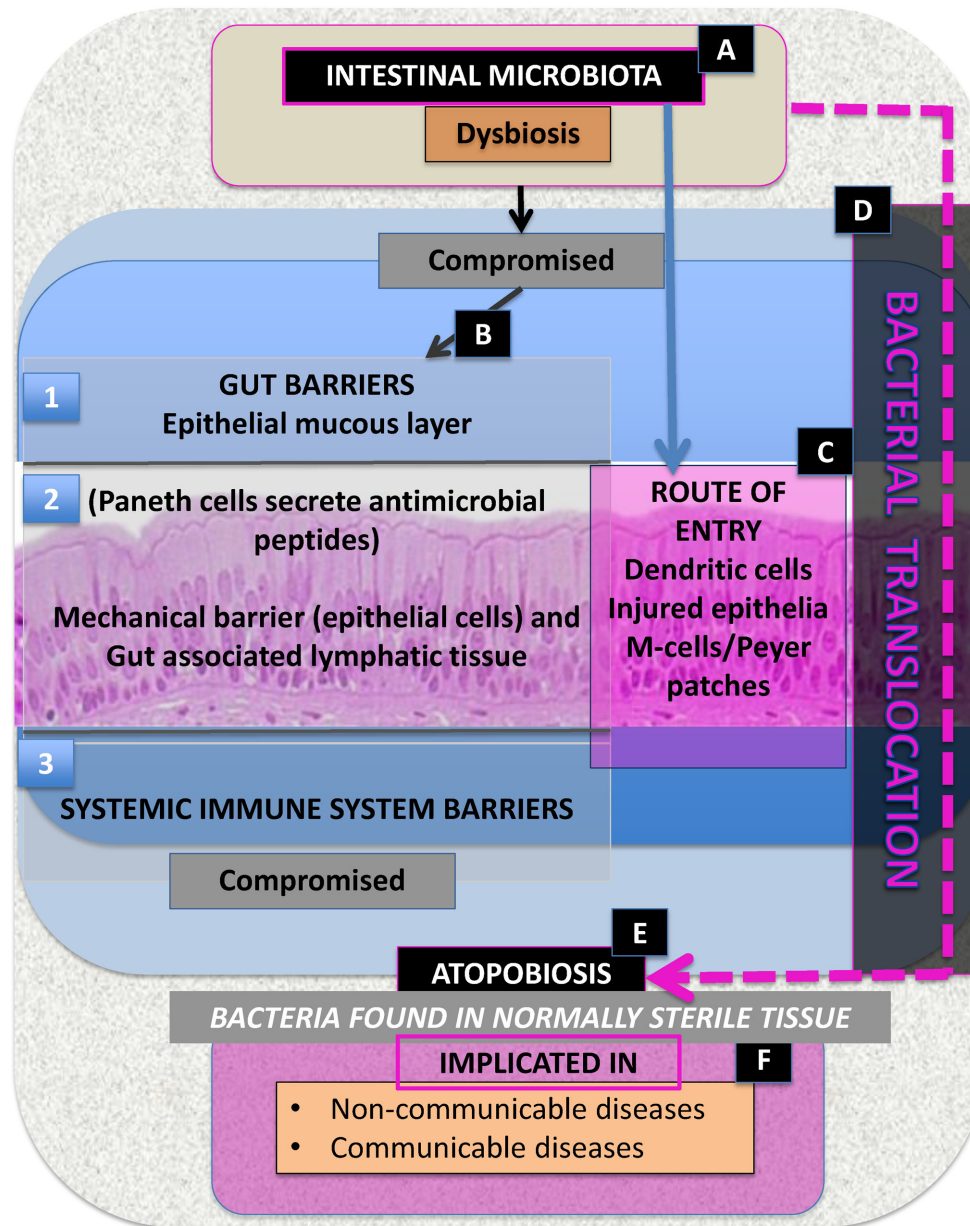 A
INTESTINAL MICROBIOTA
Dysbiosis
D
Compromised
B
1
GUT BARRIERS
Epithelial mucous layer
2
(Paneth cells secrete antimicrobial
peptides)
Mechanical barrier (epithelial cells) and
Gut associated lymphatic tissue
C
ROUTE OF
ENTRY
Dendritic cells
Injured epithelia
M-cells/Peyer
patches
BACTERIAL TRANSLOCATION
3
SYSTEMIC IMMUNE SYSTEM BARRIERS
Compromised
E
ATOPOBIOSIS
BACTERIA FOUND IN NORMALLY STERILE TISSUE
F
IMPLICATED IN
• Non-communicable diseases
• Communicable diseases